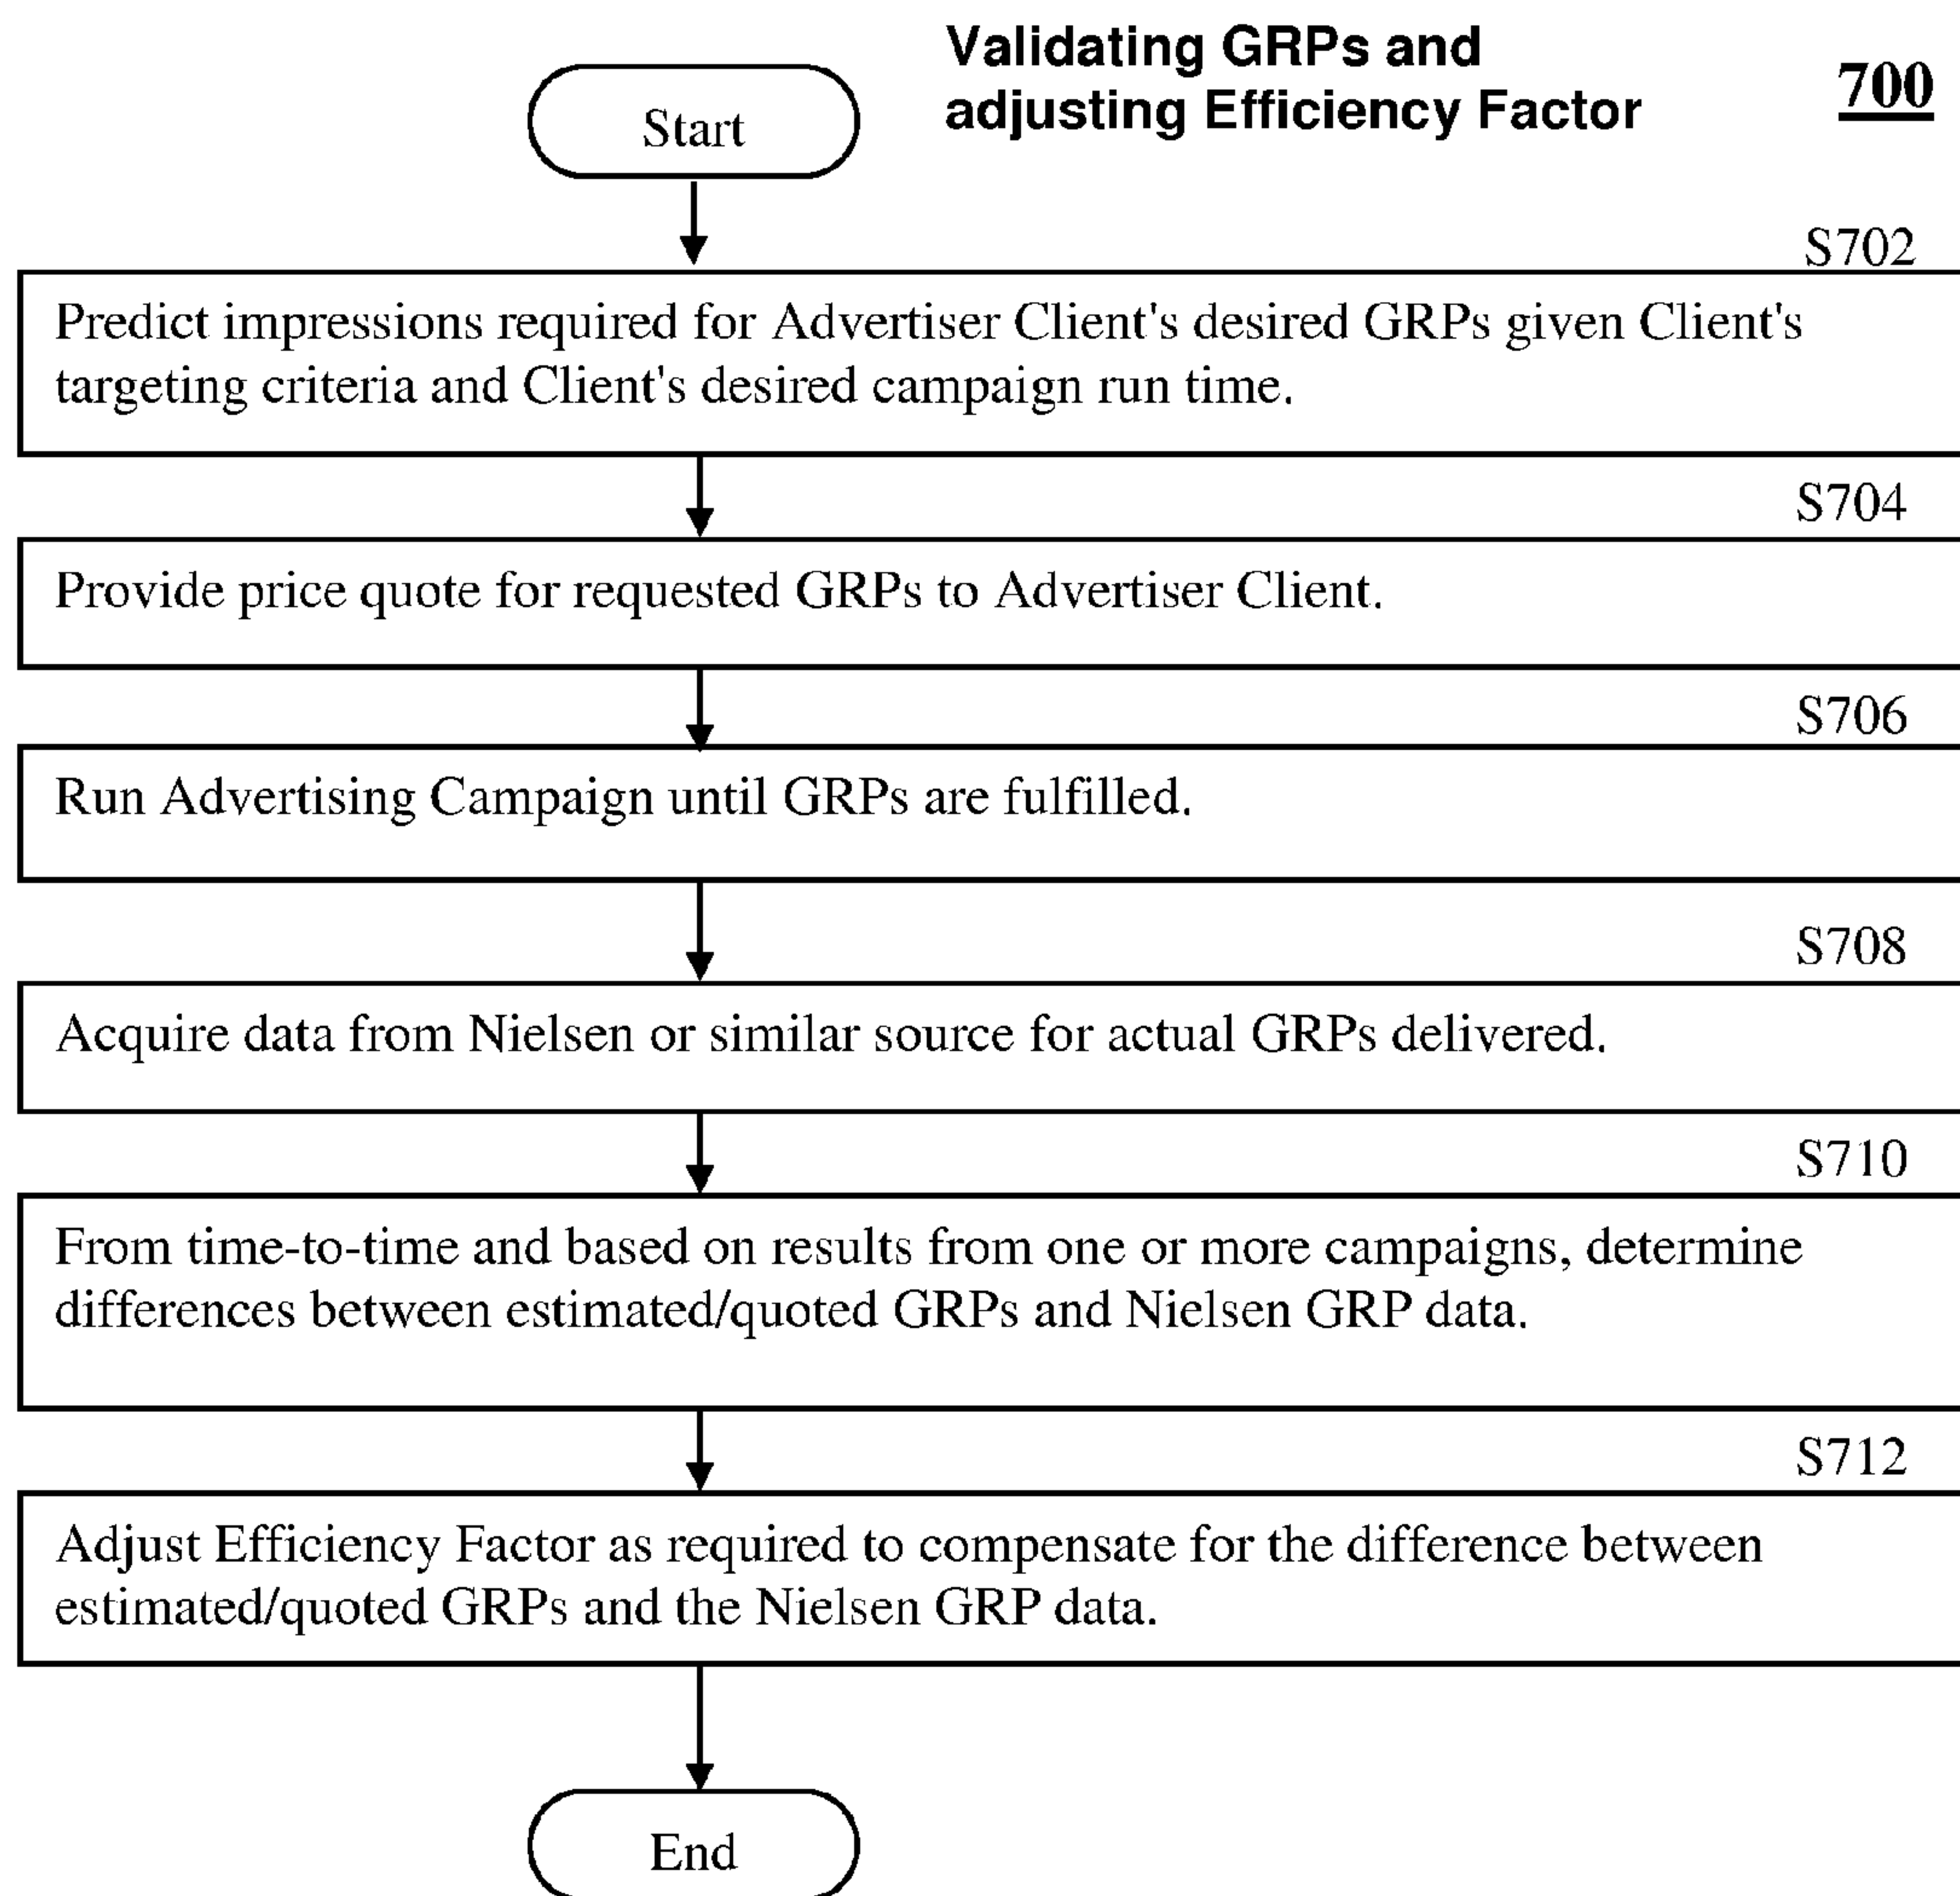 Validating GRPs and
adjusting Efficiency Factor
700
Start
S702
Predict impressions required for Advertiser Client's desired GRPs given Client's
targeting criteria and Client's desired campaign run time.
S704
Provide price quote for requested GRPs to Advertiser Client.
S706
Run Advertising Campaign until GRPs are fulfilled.
S708
Acquire data from Nielsen or similar source for actual GRPs delivered.
S710
From time-to-time and based on results from one or more campaigns, determine
differences between estimated/quoted GRPs and Nielsen GRP data.
S712
Adjust Efficiency Factor as required to compensate for the difference between
estimated/quoted GRPs and the Nielsen GRP data.
End